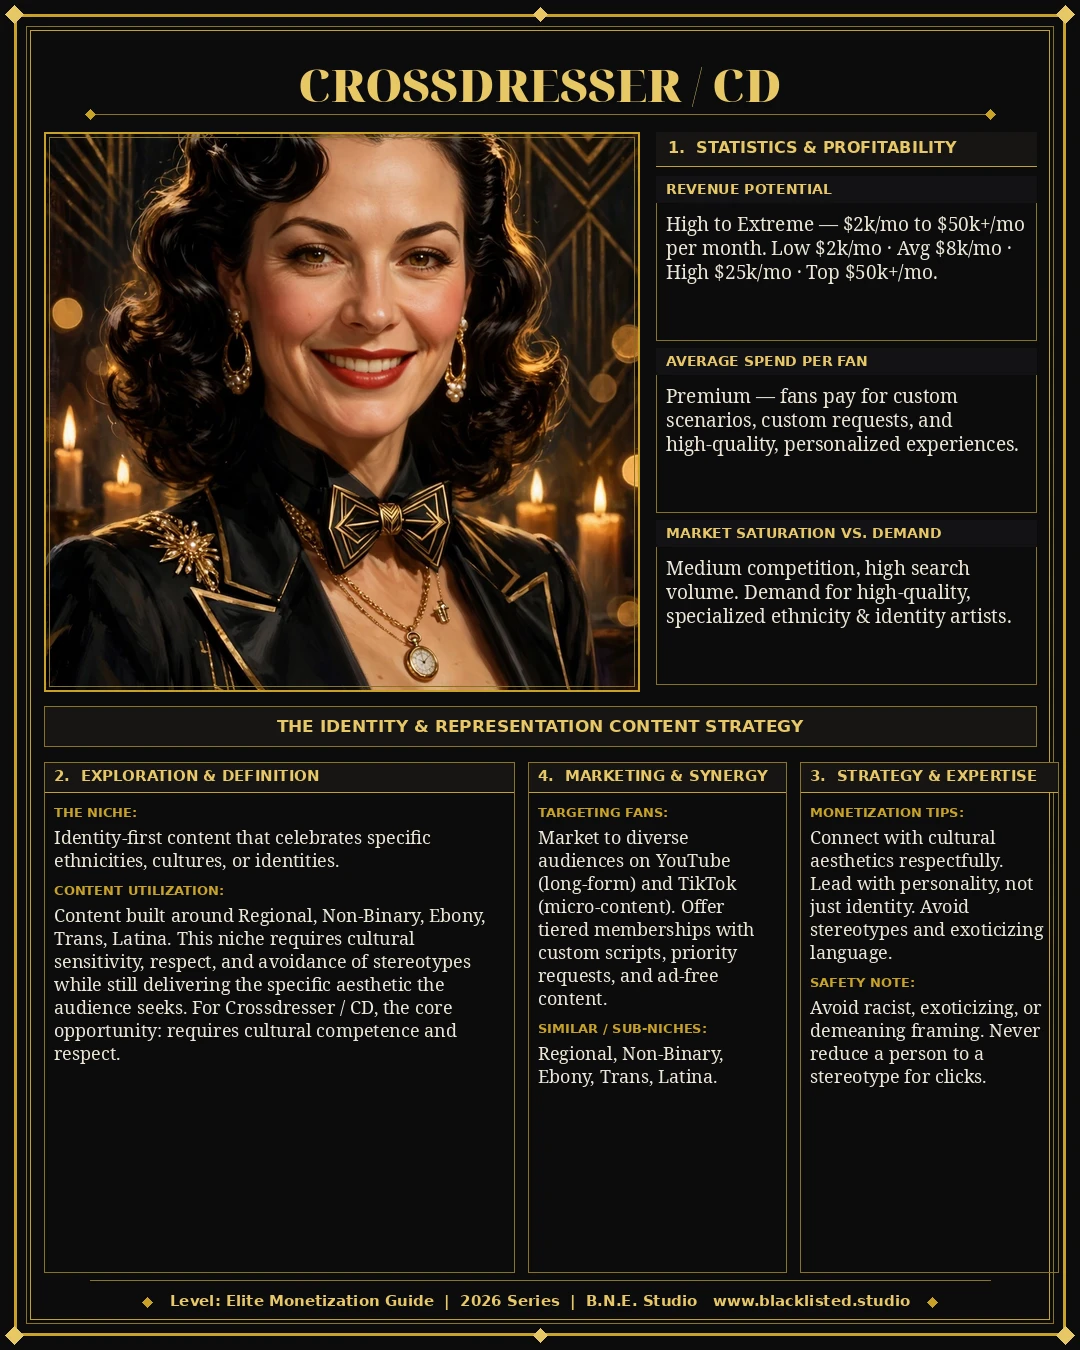 CROSSDRESSER / CD
1. STATISTICS & PROFITABILITY
REVENUE POTENTIAL
High to Extreme — $2k/mo to $50k+/mo
per month. Low $2k/mo · Avg $8k/mo ·
High $25k/mo · Top $50k+/mo.
AVERAGE SPEND PER FAN
Premium — fans pay for custom
scenarios, custom requests, and
high-quality, personalized experiences.
MARKET SATURATION VS. DEMAND
Medium competition, high search
volume. Demand for high-quality,
specialized ethnicity & identity artists.
THE IDENTITY & REPRESENTATION CONTENT STRATEGY
2. EXPLORATION & DEFINITION
THE NICHE:
Identity-first content that celebrates specific
ethnicities, cultures, or identities.
CONTENT UTILIZATION:
Content built around Regional, Non-Binary, Ebony,
Trans, Latina. This niche requires cultural
sensitivity, respect, and avoidance of stereotypes
while still delivering the specific aesthetic the
audience seeks. For Crossdresser / CD, the core
opportunity: requires cultural competence and
respect.
4. MARKETING & SYNERGY
TARGETING FANS:
Market to diverse
audiences on YouTube
(long-form) and TikTok
(micro-content). Offer
tiered memberships with
custom scripts, priority
requests, and ad-free
content.
SIMILAR / SUB-NICHES:
Regional, Non-Binary,
Ebony, Trans, Latina.
3. STRATEGY & EXPERTISE
MONETIZATION TIPS:
Connect with cultural
aesthetics respectfully.
Lead with personality, not
just identity. Avoid
stereotypes and exoticizing
language.
SAFETY NOTE:
Avoid racist, exoticizing, or
demeaning framing. Never
reduce a person to a
stereotype for clicks.
Level: Elite Monetization Guide | 2026 Series | B.N.E. Studio www.blacklisted.studio